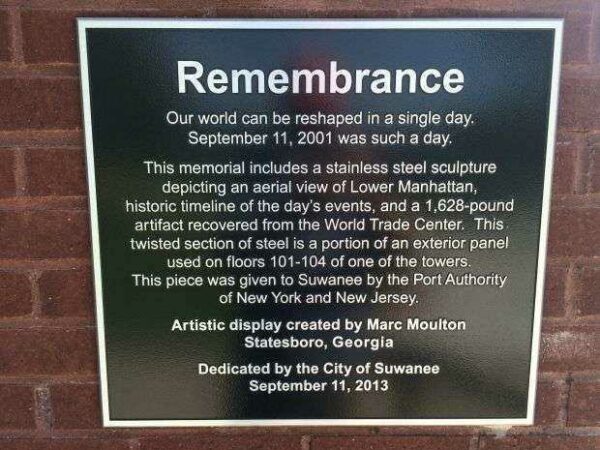 Remembrance
Our world can be reshaped in a single day.
September 11, 2001 was such a day.
This memorial includes a stainless steel sculpture
depicting an aerial view of Lower Manhattan,
historic timeline of the day's events, and a 1,628-pound
artifact recovered from the World Trade Center. This
twisted section of steel is a portion of an exterior panel
used on floors 101-104 of one of the towers.
This piece was given to Suwanee by the Port Authority
of New York and New Jersey.
Artistic display created by Marc Moulton
Statesboro, Georgia
Dedicated by the City of Suwanee
September 11, 2013